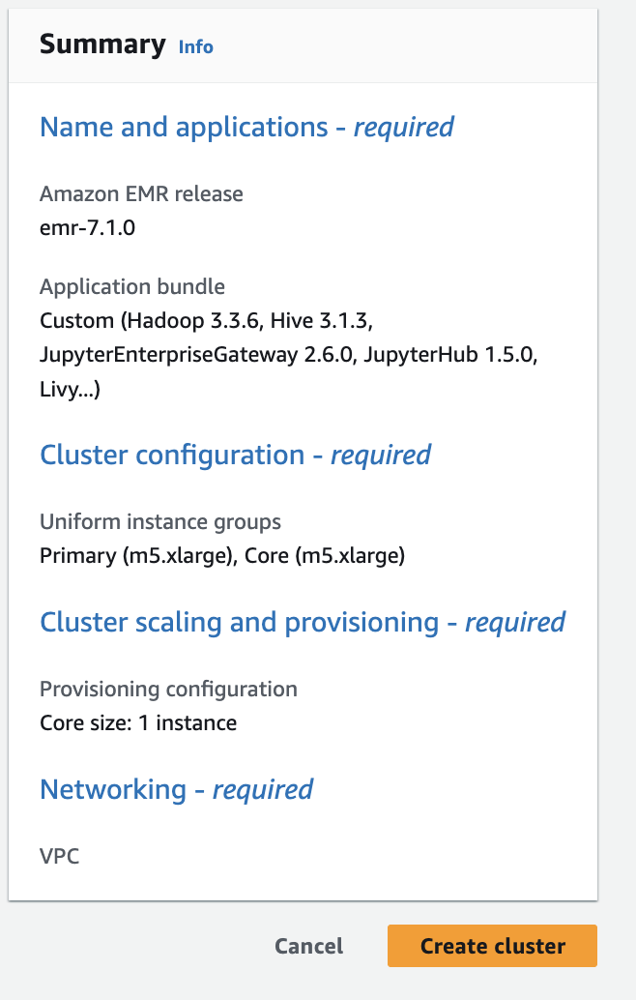 Summary Info
Name and applications - required
Amazon EMR release
emr-7.1.0
Application bundle
Custom (Hadoop 3.3.6, Hive 3.1.3,
JupyterEnterpriseGateway 2.6.0, JupyterHub 1.5.0,
Livy...)
Cluster configuration - required
Uniform instance groups
Primary (m5.xlarge), Core (m5.xlarge)
Cluster scaling and provisioning - required
Provisioning configuration
Core size: 1 instance
Networking - required
VPC
Cancel Create cluster